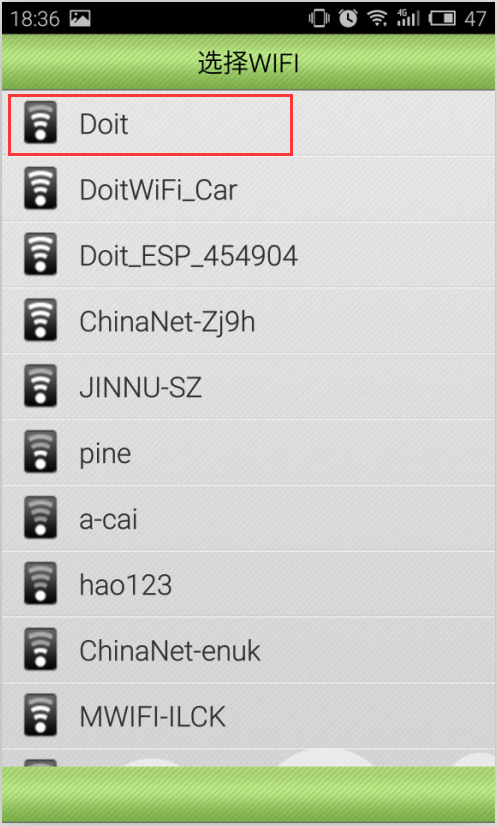 18:36 4G 47
选择WIFI
Doit
DoitWiFi_Car
Doit_ESP_454904
ChinaNet-Zj9h
JINNU-SZ
pine
a-cai
hao123
ChinaNet-enuk
MWIFI-ILCK